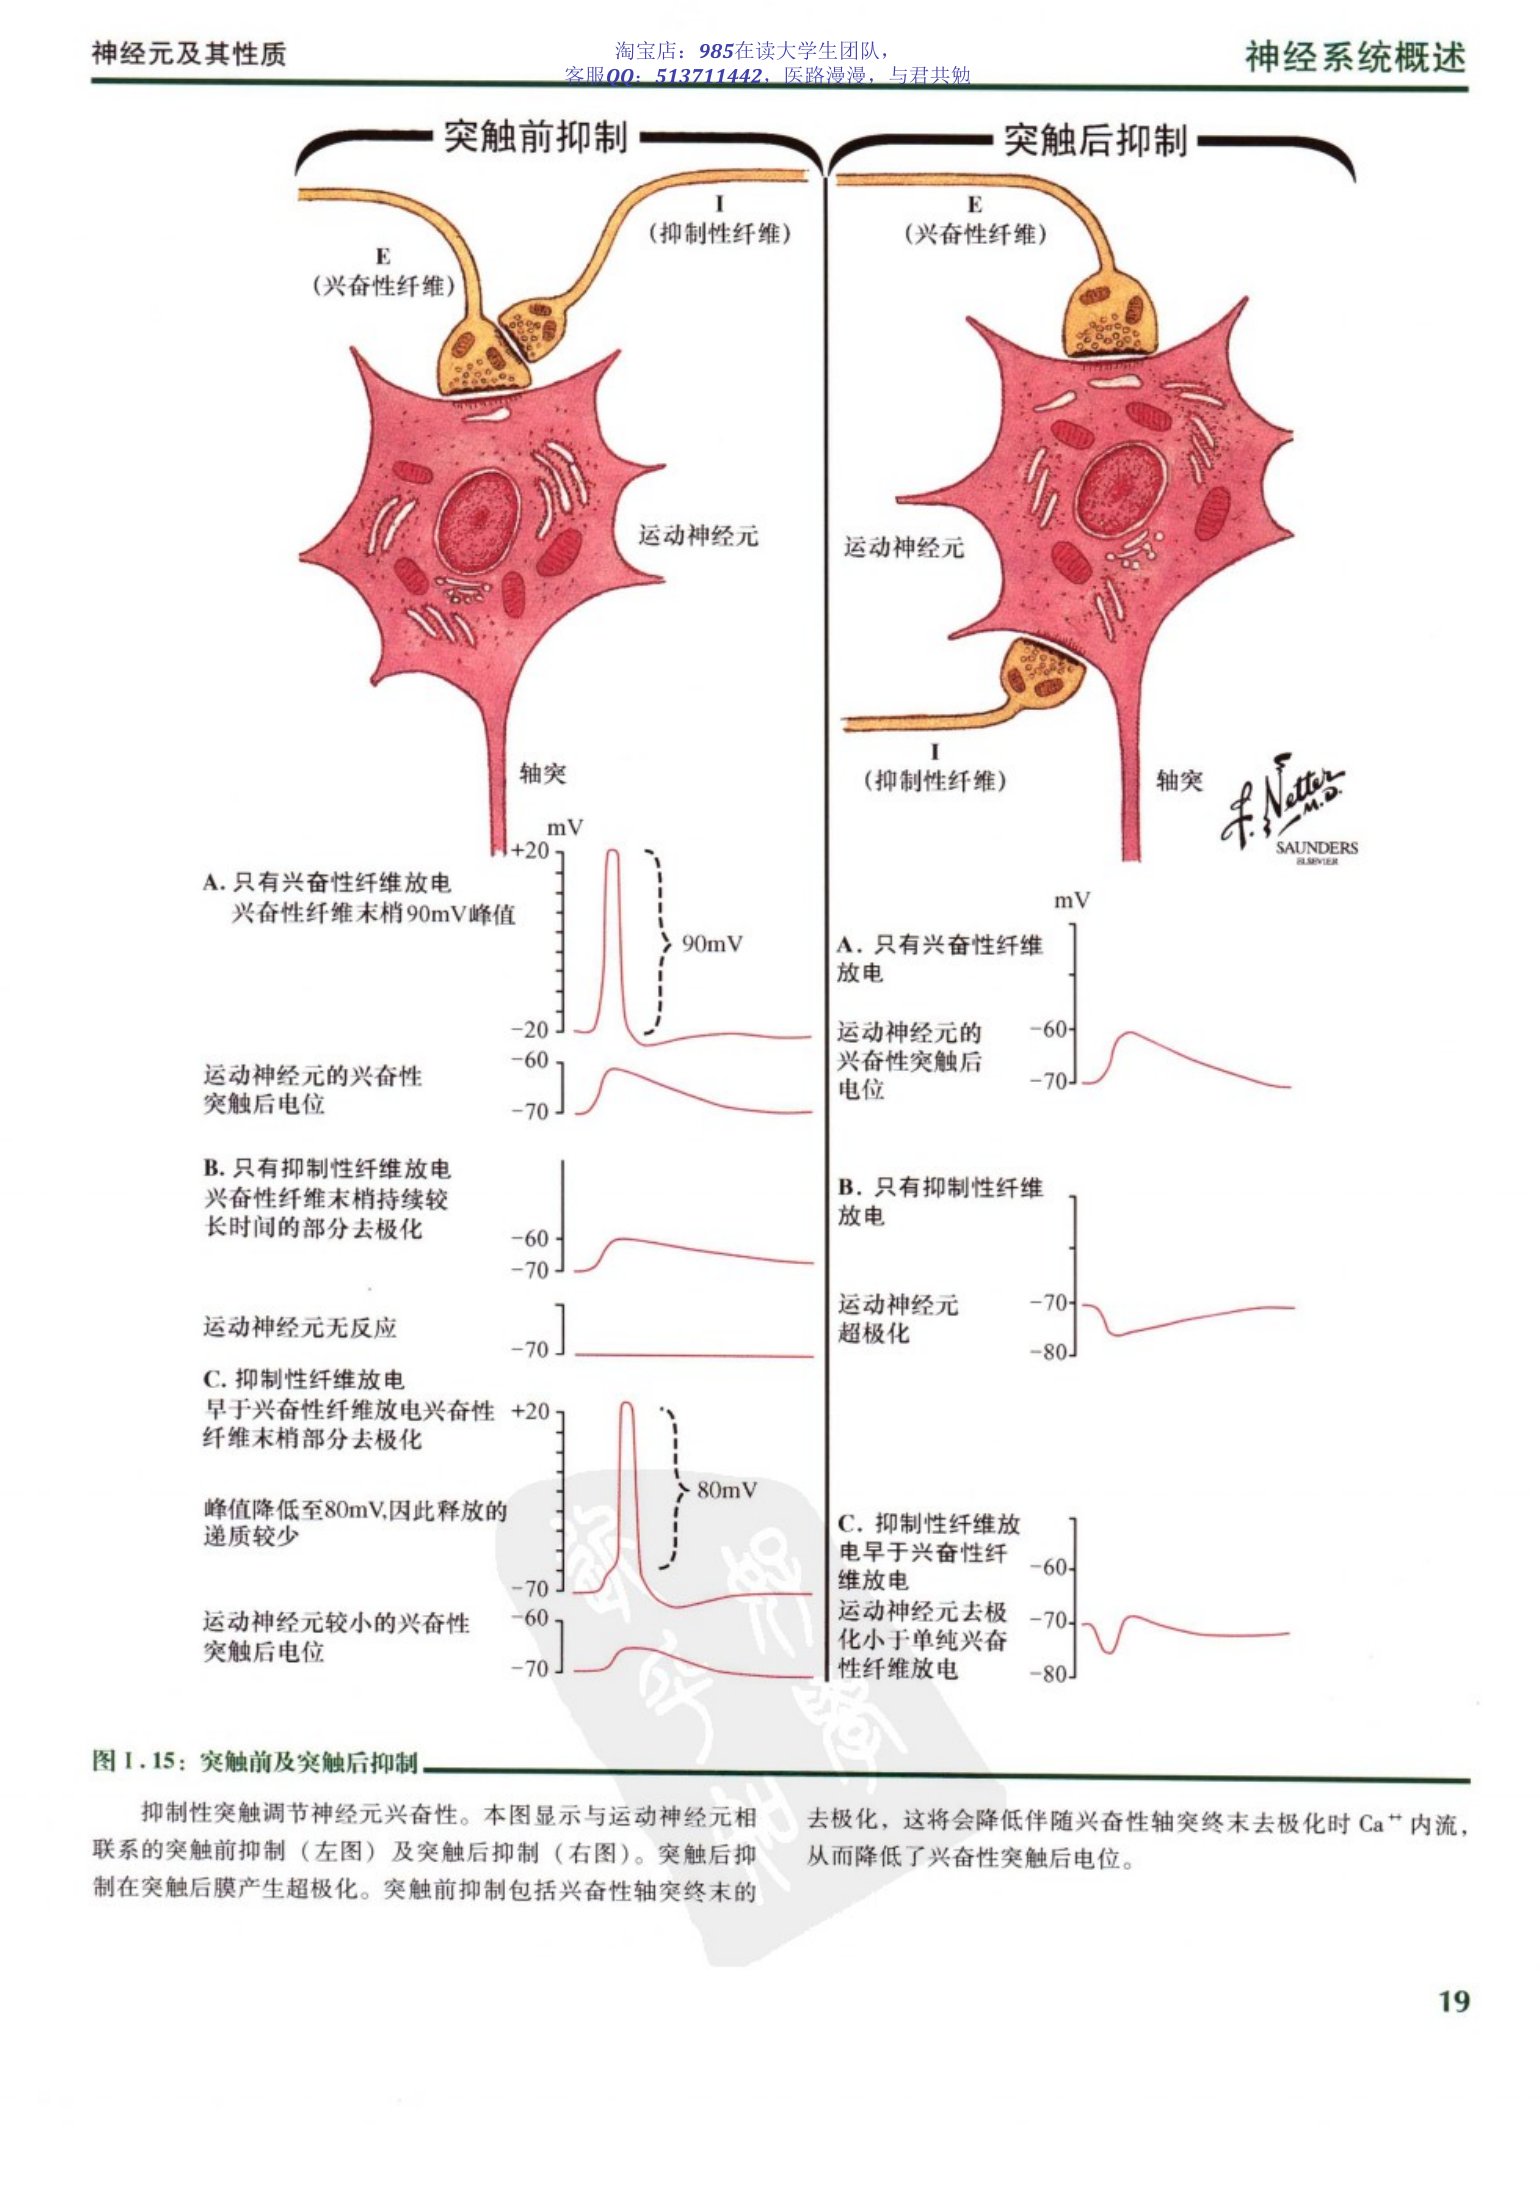 神经元及其性质
淘宝店：985在读大学生团队，
客服QQ：513711442，医路漫漫，与君共勉
神经系统概述
突触前抑制
E
(兴奋性纤维)
I
(抑制性纤维)
运动神经元
轴突
mV
+20
A. 只有兴奋性纤维放电
兴奋性纤维末梢90mV峰值
90mV
-20
-60
运动神经元的兴奋性
突触后电位
-70
B. 只有抑制性纤维放电
兴奋性纤维末梢持续较
长时间的部分去极化
-60
-70
运动神经元无反应
-70
C. 抑制性纤维放电
早于兴奋性纤维放电兴奋性
纤维末梢部分去极化
+20
80mV
峰值降低至80mV,因此释放的
递质较少
-70
-60
运动神经元较小的兴奋性
突触后电位
-70
突触后抑制
E
(兴奋性纤维)
运动神经元
I
(抑制性纤维)
轴突
F. Netter
M.D.
SAUNDERS
ELSEVIER
mV
A. 只有兴奋性纤维
放电
运动神经元的
兴奋性突触后
电位
-60
-70
B. 只有抑制性纤维
放电
运动神经元
超极化
-70
-80
C. 抑制性纤维放
电早于兴奋性纤
维放电
运动神经元去极
化小于单纯兴奋
性纤维放电
-60
-70
-80
图 I.15：突触前及突触后抑制
抑制性突触调节神经元兴奋性。本图显示与运动神经元相
联系的突触前抑制（左图）及突触后抑制（右图）。突触后抑
制在突触后膜产生超极化。突触前抑制包括兴奋性轴突终末的
去极化，这将会降低伴随兴奋性轴突终末去极化时 Ca⁺⁺ 内流，
从而降低了兴奋性突触后电位。
19